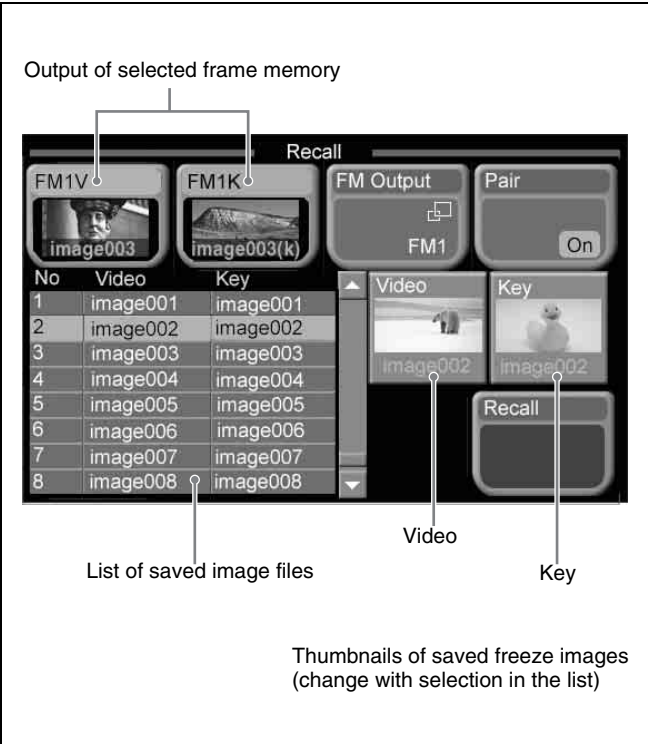 Output of selected frame memory
Recall
FM1V
FM1K
FM Output
Pair
image003
image003(k)
FM1
On
No Video Key
1 image001 image001
2 image002 image002
3 image003 image003
4 image004 image004
5 image005 image005
6 image006 image006
7 image007 image007
8 image008 image008
Video
Key
image002
image002
Recall
Video
List of saved image files
Key
Thumbnails of saved freeze images
(change with selection in the list)